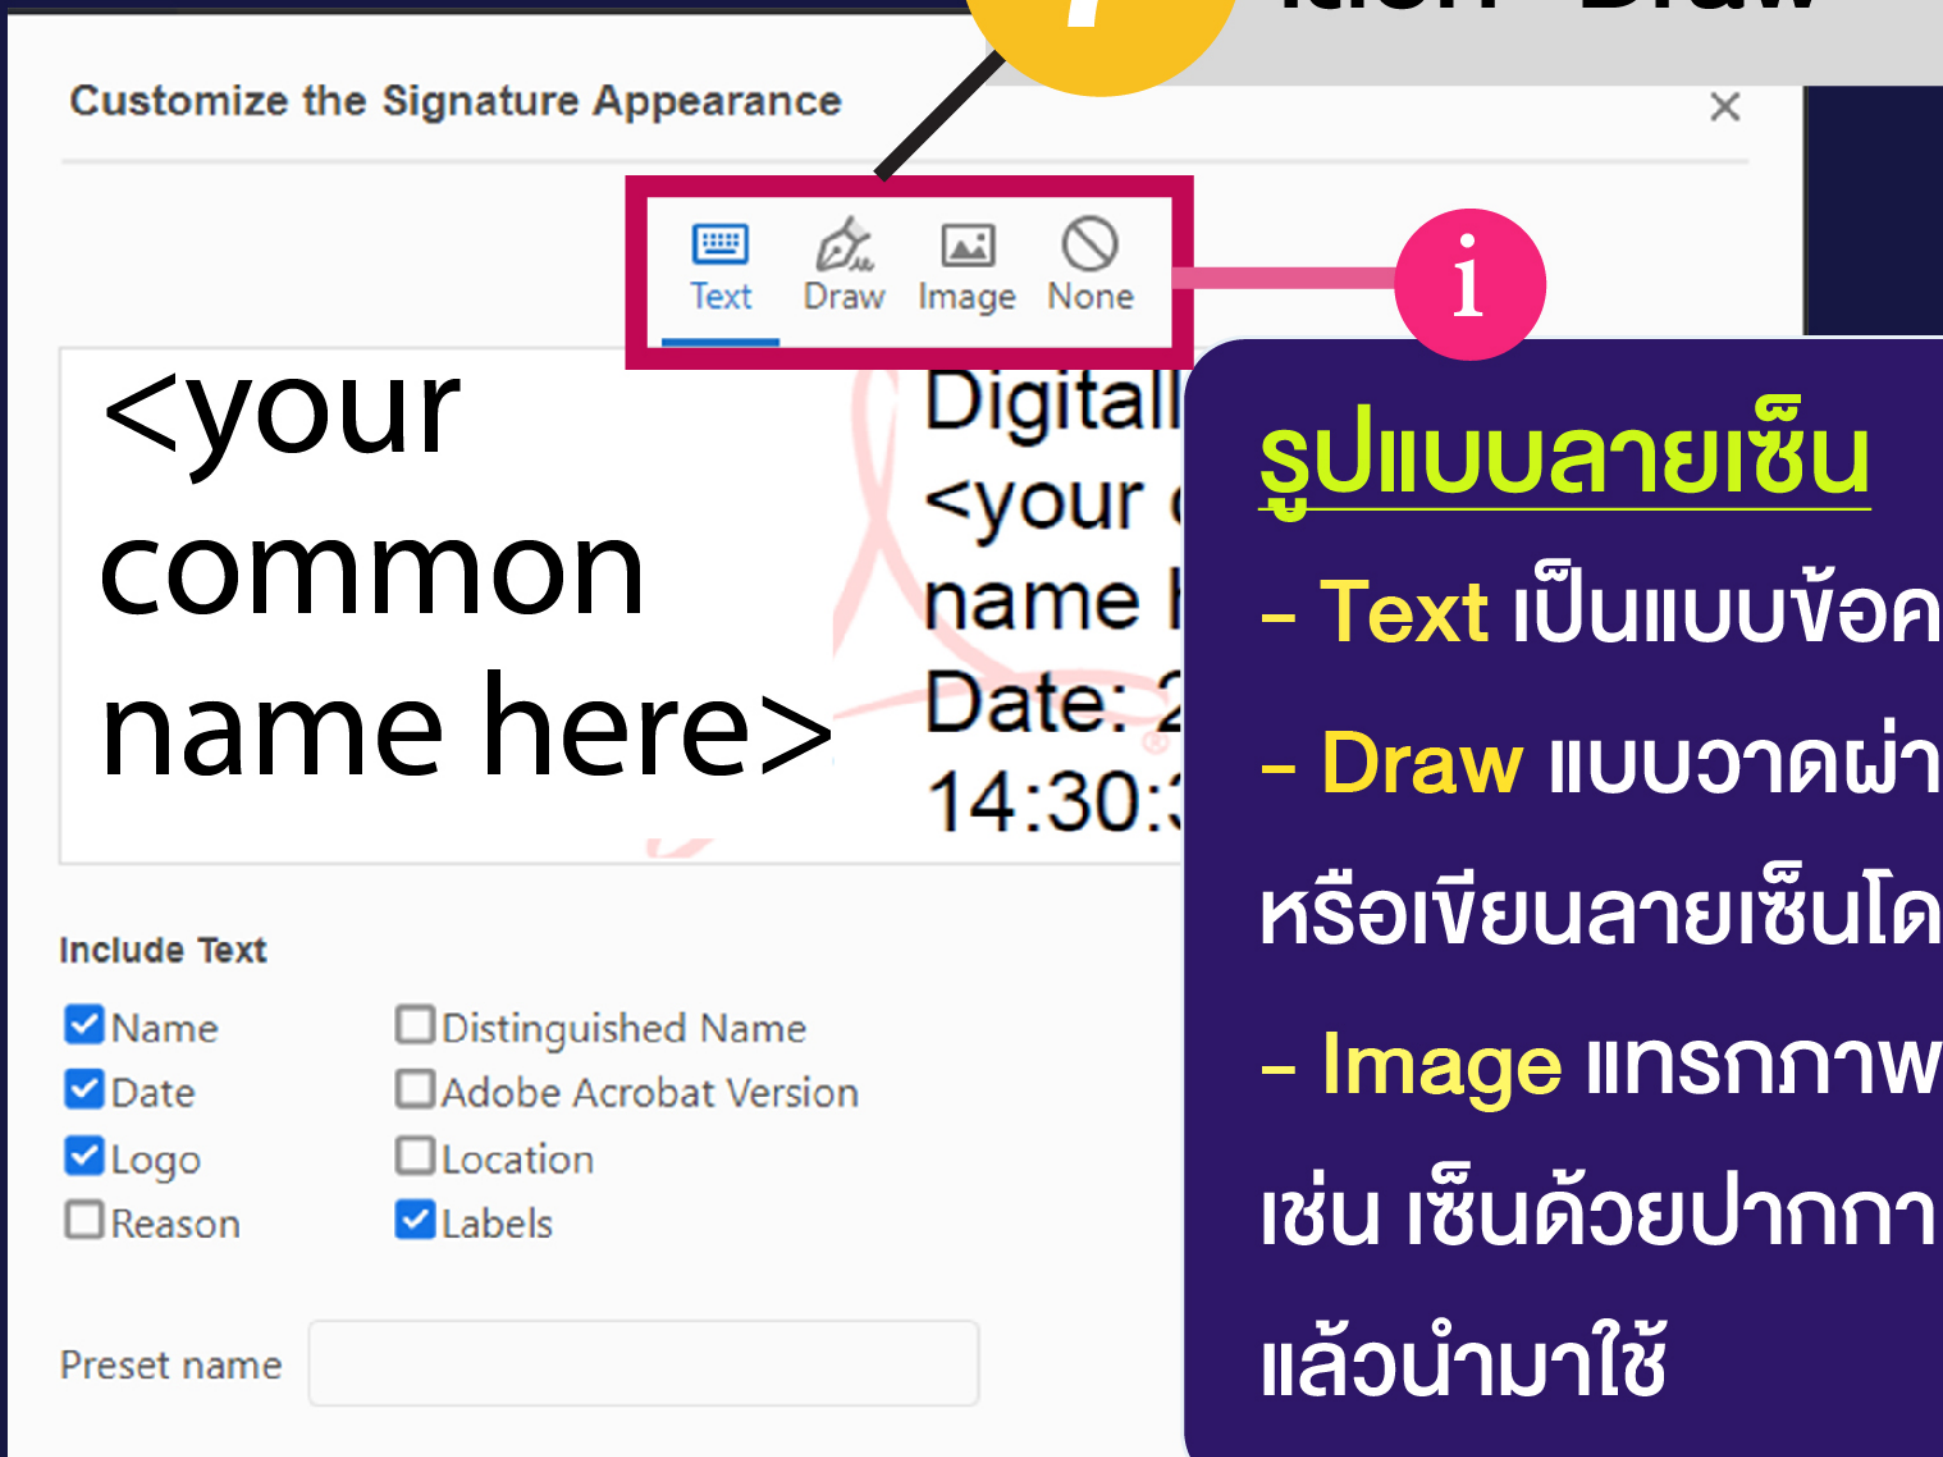 Draw
Customize the Signature Appearance
Text Draw Image None
i
<your
common
name here>
Digitall
<your
name
Date: 2
14:30:
รูปแบบลายเซ็น
- Text เป็นแบบข้อค
- Draw แบบวาดผ่า
หรือเขียนลายเซ็นโด
- Image แทรกภาพ
เช่น เซ็นด้วยปากกา
แล้วนำมาใช้
Include Text
Name Distinguished Name
Date Adobe Acrobat Version
Logo Location
Reason Labels
Preset name